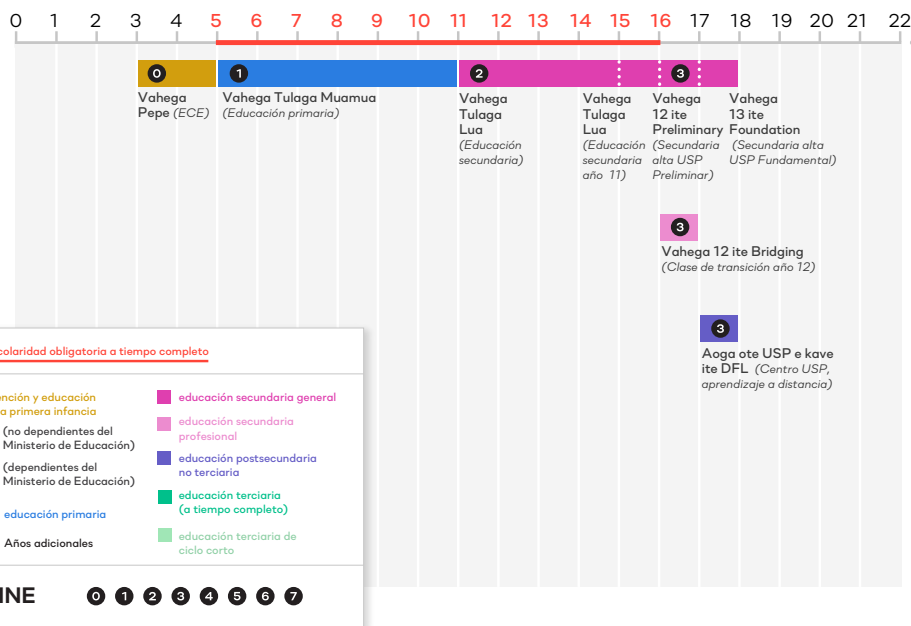 0 1 2 3 4 5 6 7 8 9 10 11 12 13 14 15 16 17 18 19 20 21 22
0
1
2
3
Vahega
Pepe (ECE)
Vahega Tulaga Muamua
(Educación primaria)
Vahega
Tulaga
Lua
(Educación
secundaria)
Vahega
Tulaga
Lua
(Educación
secundaria
año 11)
Vahega
12 ite
Preliminary
(Secundaria
alta USP
Preliminar)
Vahega
13 ite
Foundation
(Secundaria alta
USP Fundamental)
3
Vahega 12 ite Bridging
(Clase de transición año 12)
3
Aoga ote USP e kave
ite DFL (Centro USP,
aprendizaje a distancia)
colaridad obligatoria a tiempo completo
nción y educación
a primera infancia
(no dependientes del
Ministerio de Educación)
(dependientes del
Ministerio de Educación)
educación primaria
Años adicionales
educación secundaria general
educación secundaria
profesional
educación postsecundaria
no terciaria
educación terciaria
(a tiempo completo)
educación terciaria de
ciclo corto
INE 0 1 2 3 4 5 6 7